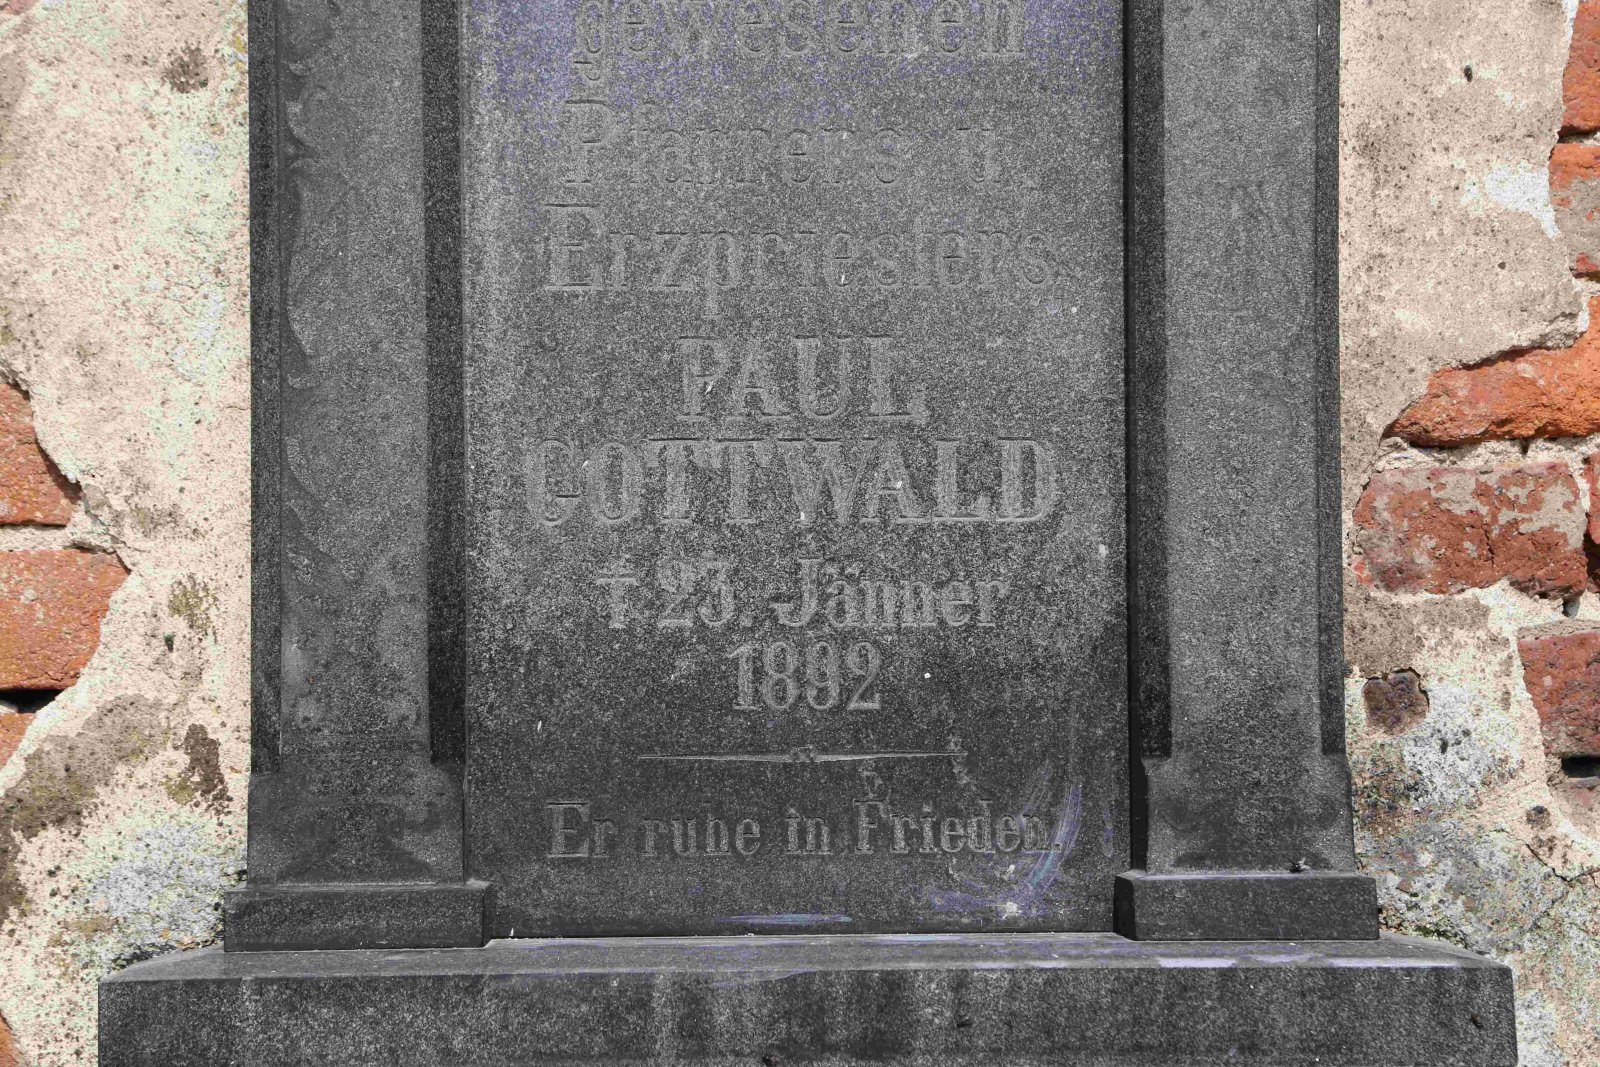 gewesenen
Pfarrers u.
Erzpriesters
PAUL
GOTTWALD
† 23. Jänner
1892
Er ruhe in Frieden.